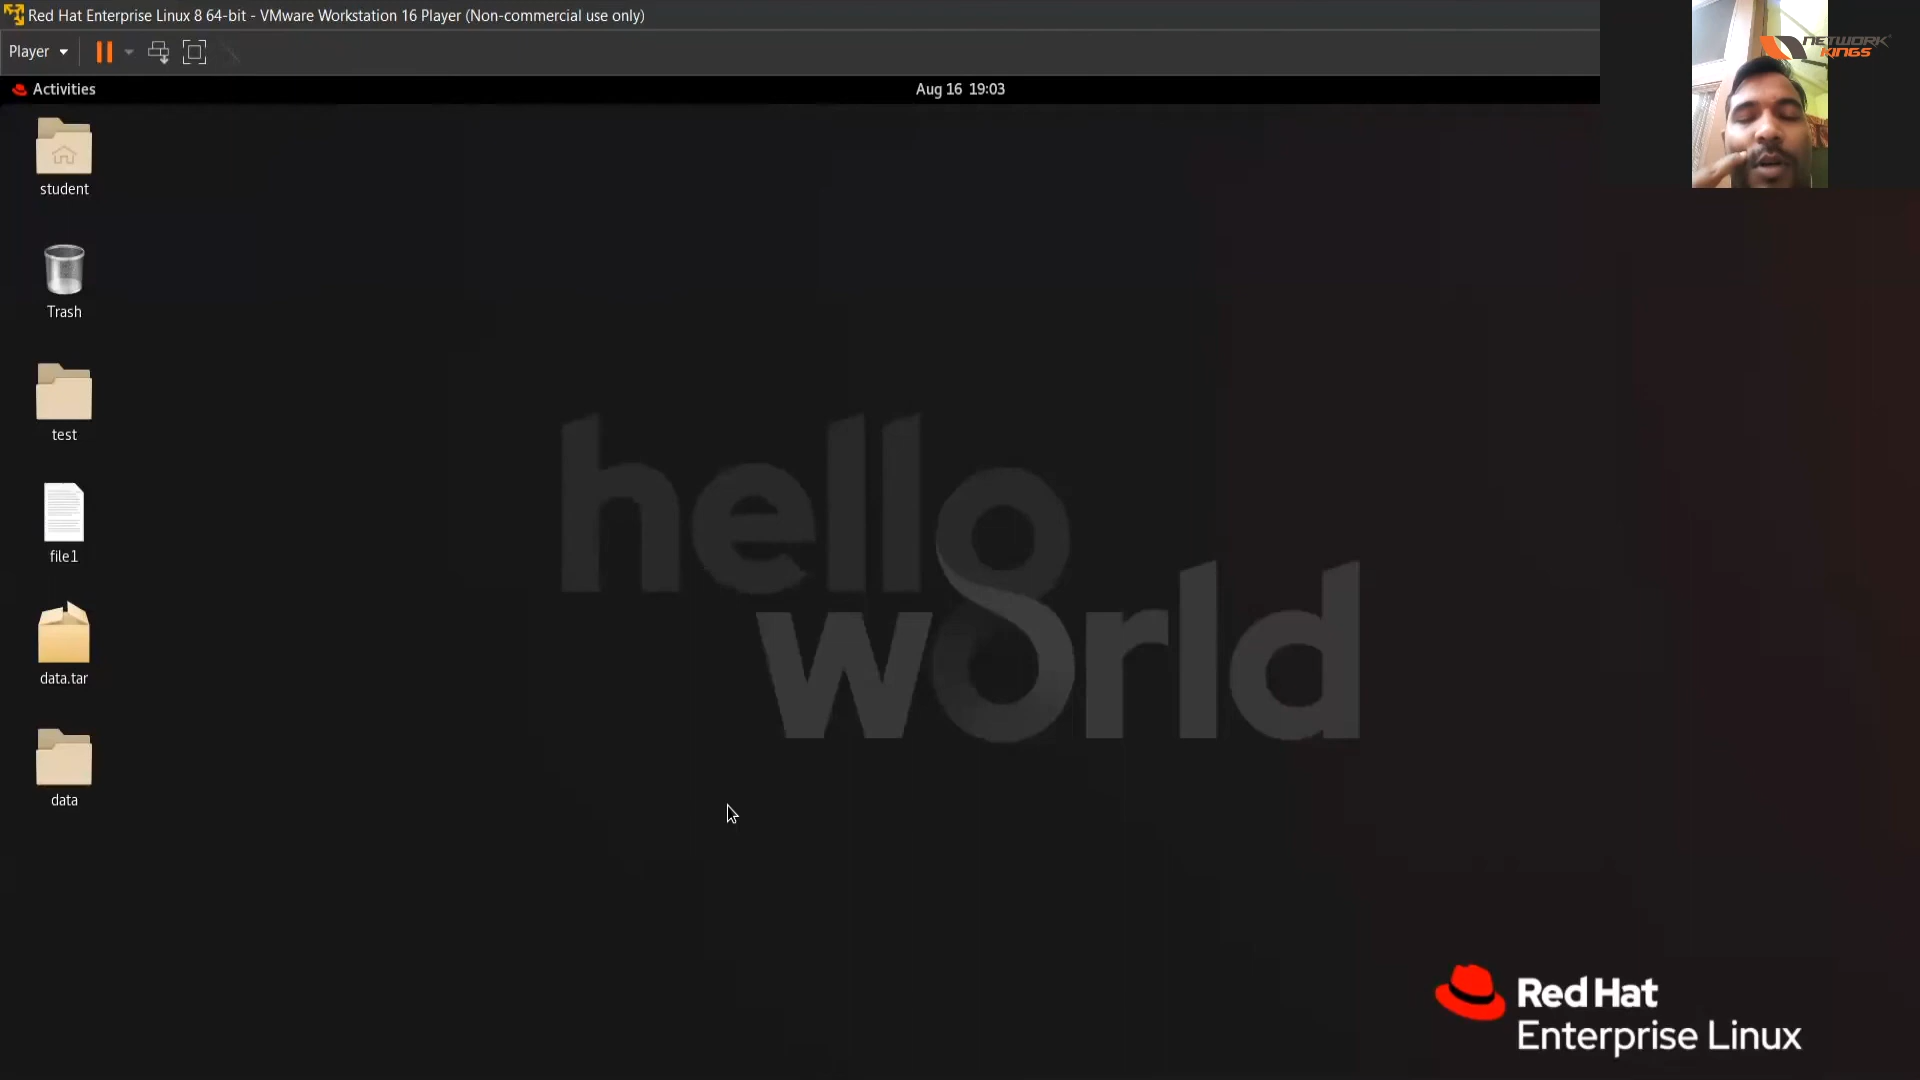 Red Hat Enterprise Linux 8 64-bit - VMware Workstation 16 Player (Non-commercial use only)
Player
Activities
Aug 16 19:03
NETWORK
KINGS
student
Trash
test
file1
data.tar
data
hello
world
Red Hat
Enterprise Linux